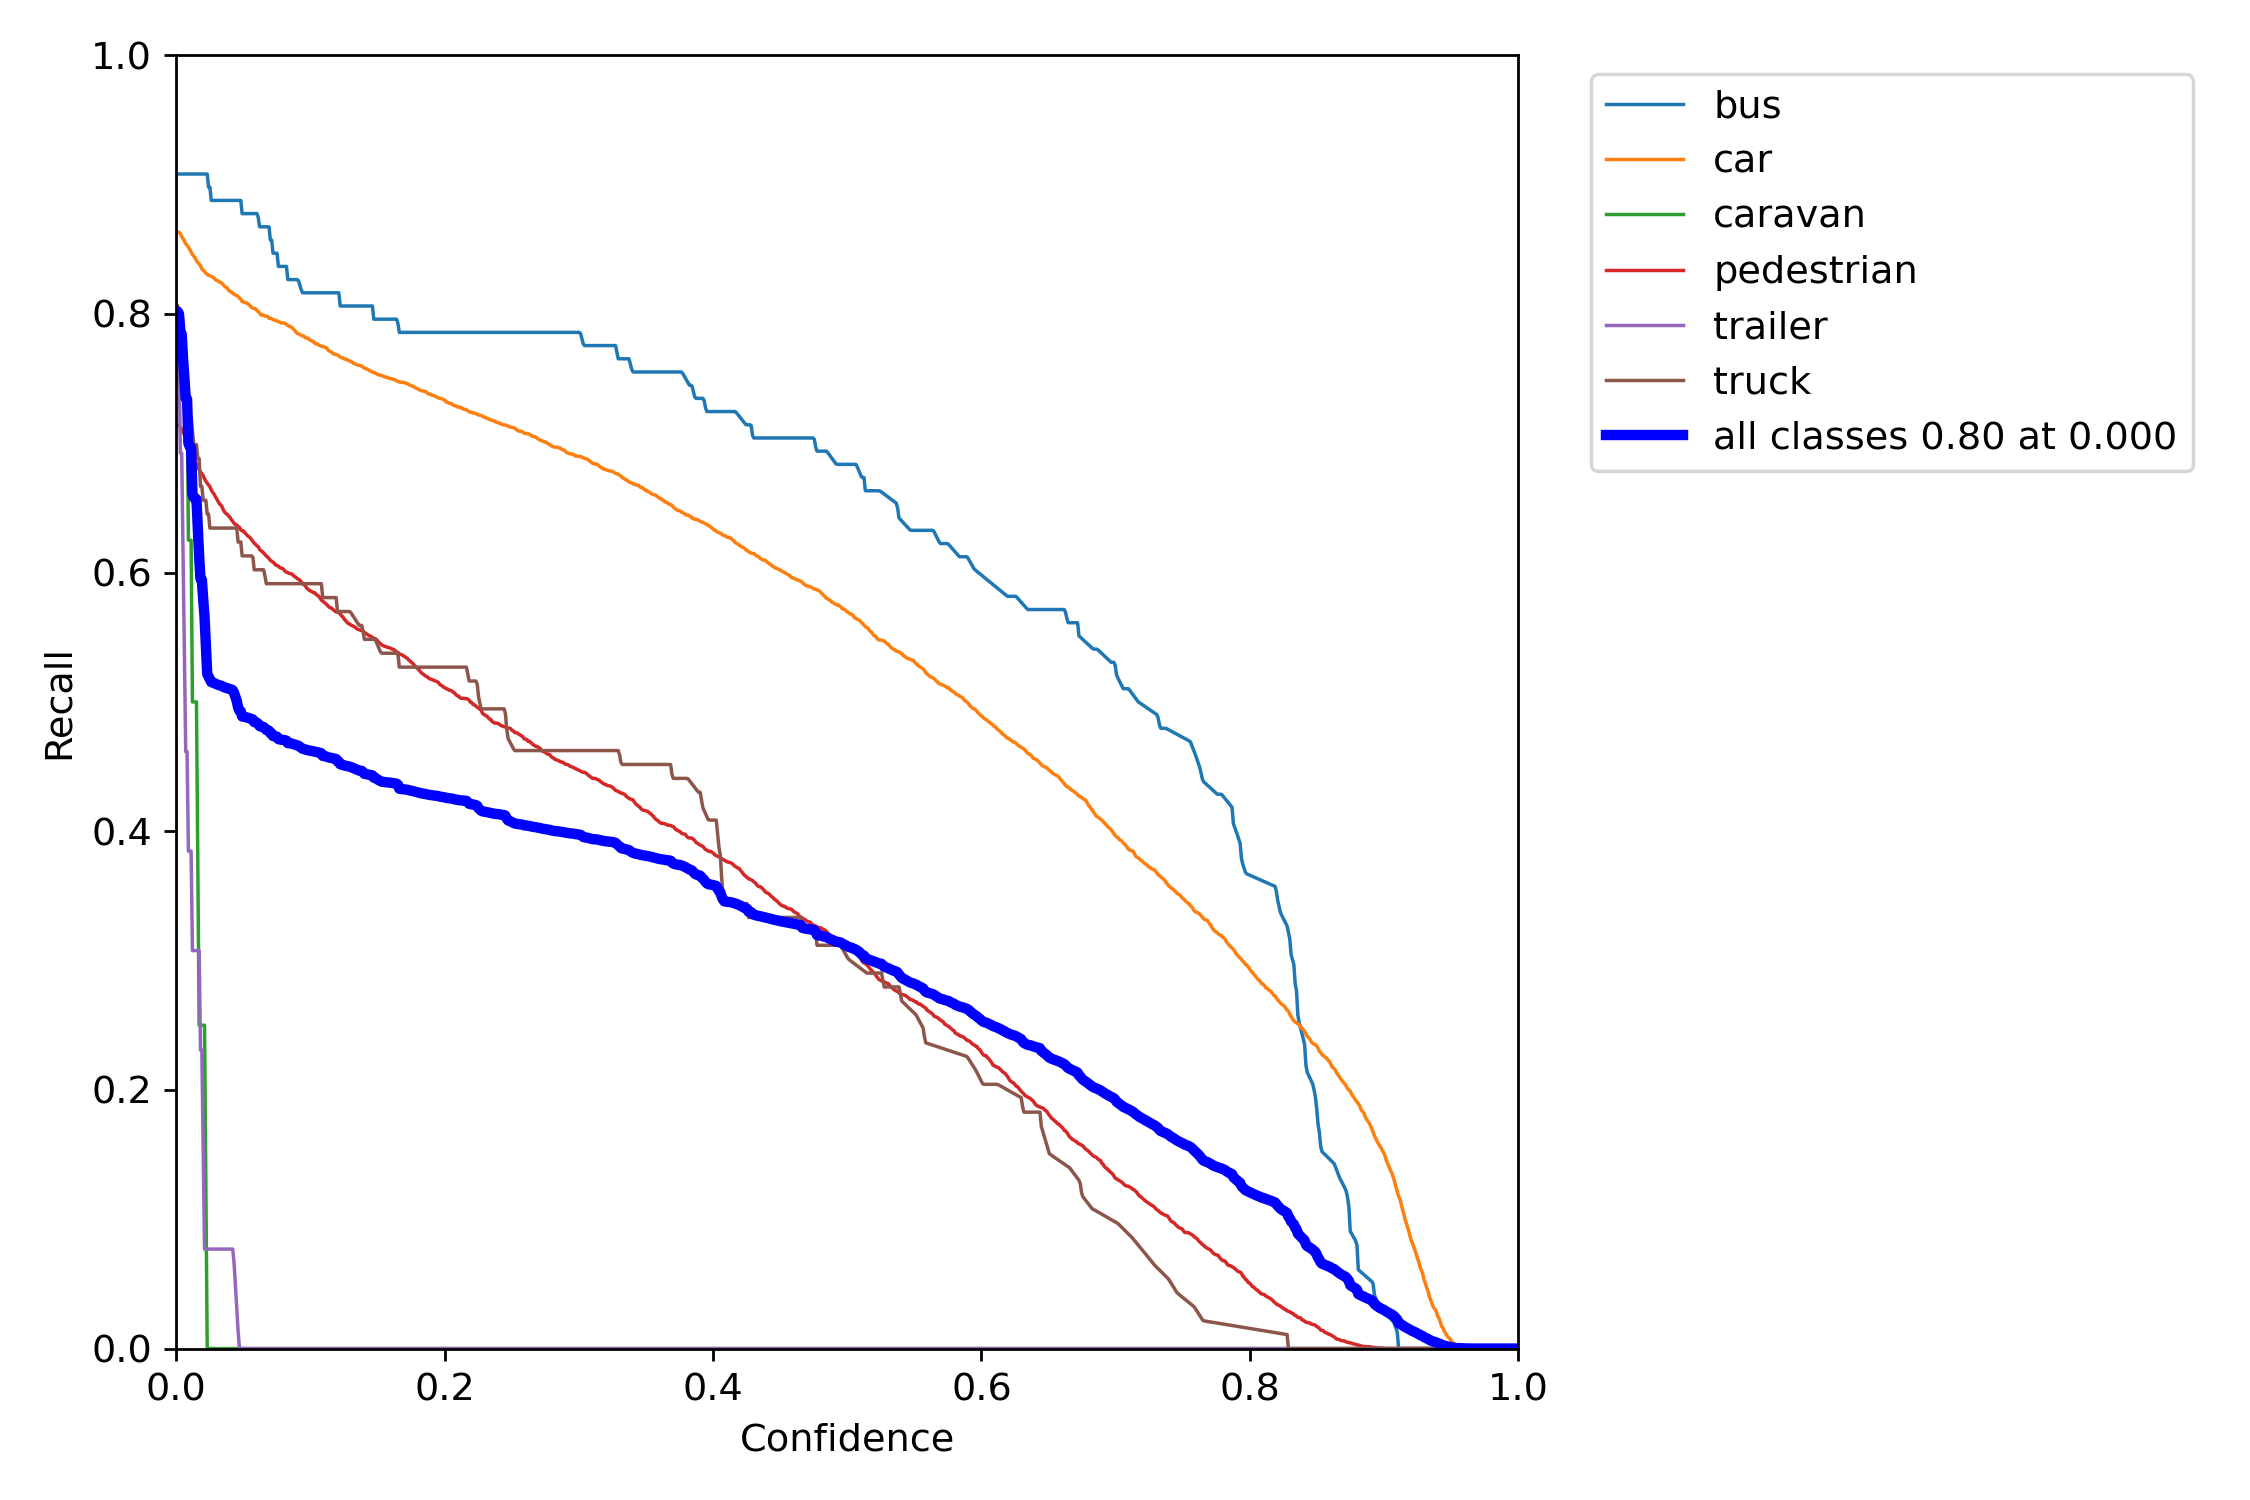 1.0
0.8
0.6
0.4
0.2
0.0
Recall
0.0 0.2 0.4 0.6 0.8 1.0
Confidence
bus
car
caravan
pedestrian
trailer
truck
all classes 0.80 at 0.000